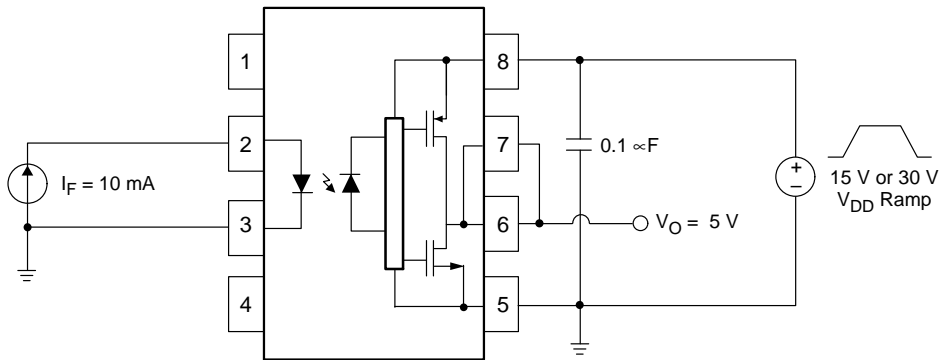 1
8
2
7
0.1 ∝F
I_F = 10 mA
+
–
15 V or 30 V
V_DD Ramp
3
6
V_O = 5 V
4
5